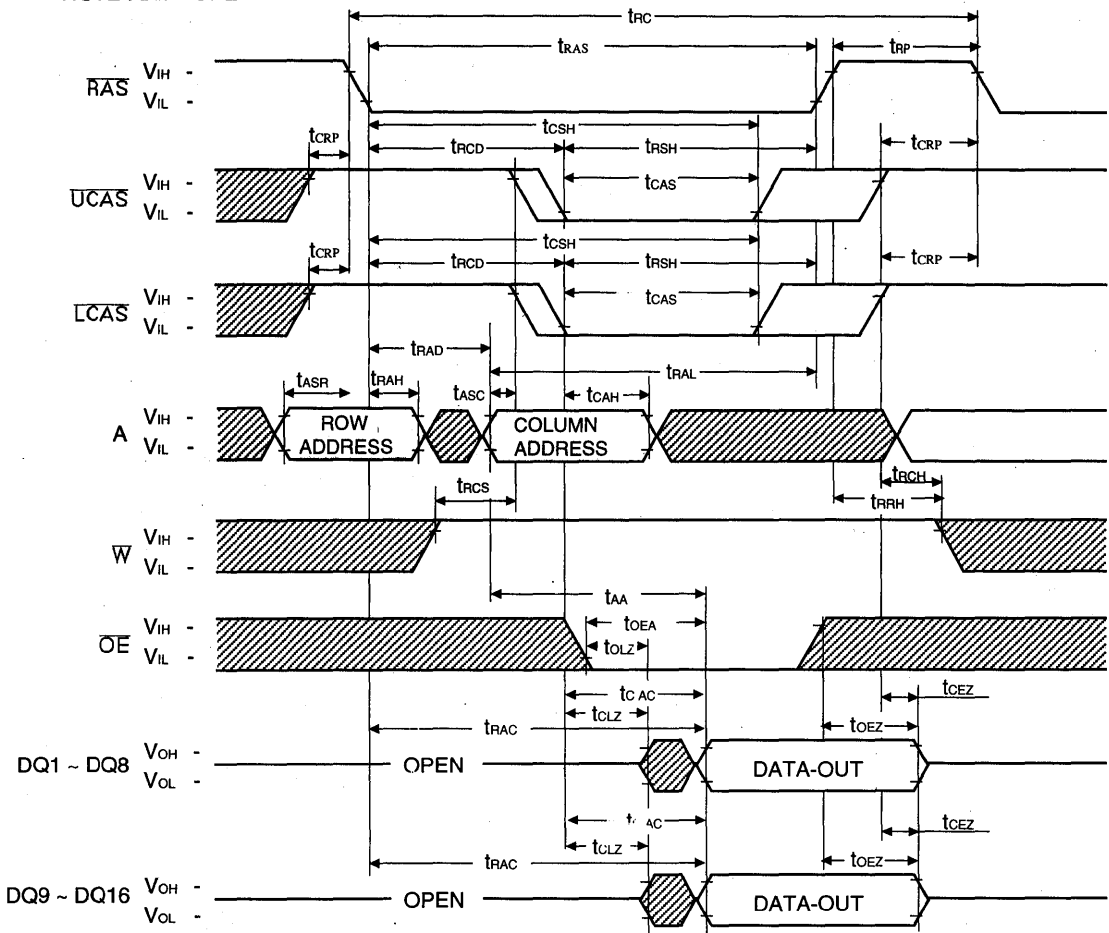 tRC
tRAS
tRP
RAS
VIH -
VIL -
tCSH
tCRP
tRCD
tRSH
tCRP
UCAS
VIH -
VIL -
tCAS
tCSH
tCRP
tRCD
tRSH
tCRP
LCAS
VIH -
VIL -
tCAS
tRAD
tRAL
tASR
tRAH
tASC
tCAH
A
VIH -
VIL -
ROW
ADDRESS
COLUMN
ADDRESS
tRCH
tRCS
tRRH
W
VIH -
VIL -
tAA
tOEA
OE
VIH -
VIL -
tOLZ
tCAC
tCEZ
tCLZ
tRAC
tOEZ
DQ1 ~ DQ8
VOH -
VOL -
OPEN
DATA-OUT
tCEZ
tCLZ
tRAC
tOEZ
DQ9 ~ DQ16
VOH -
VOL -
OPEN
DATA-OUT